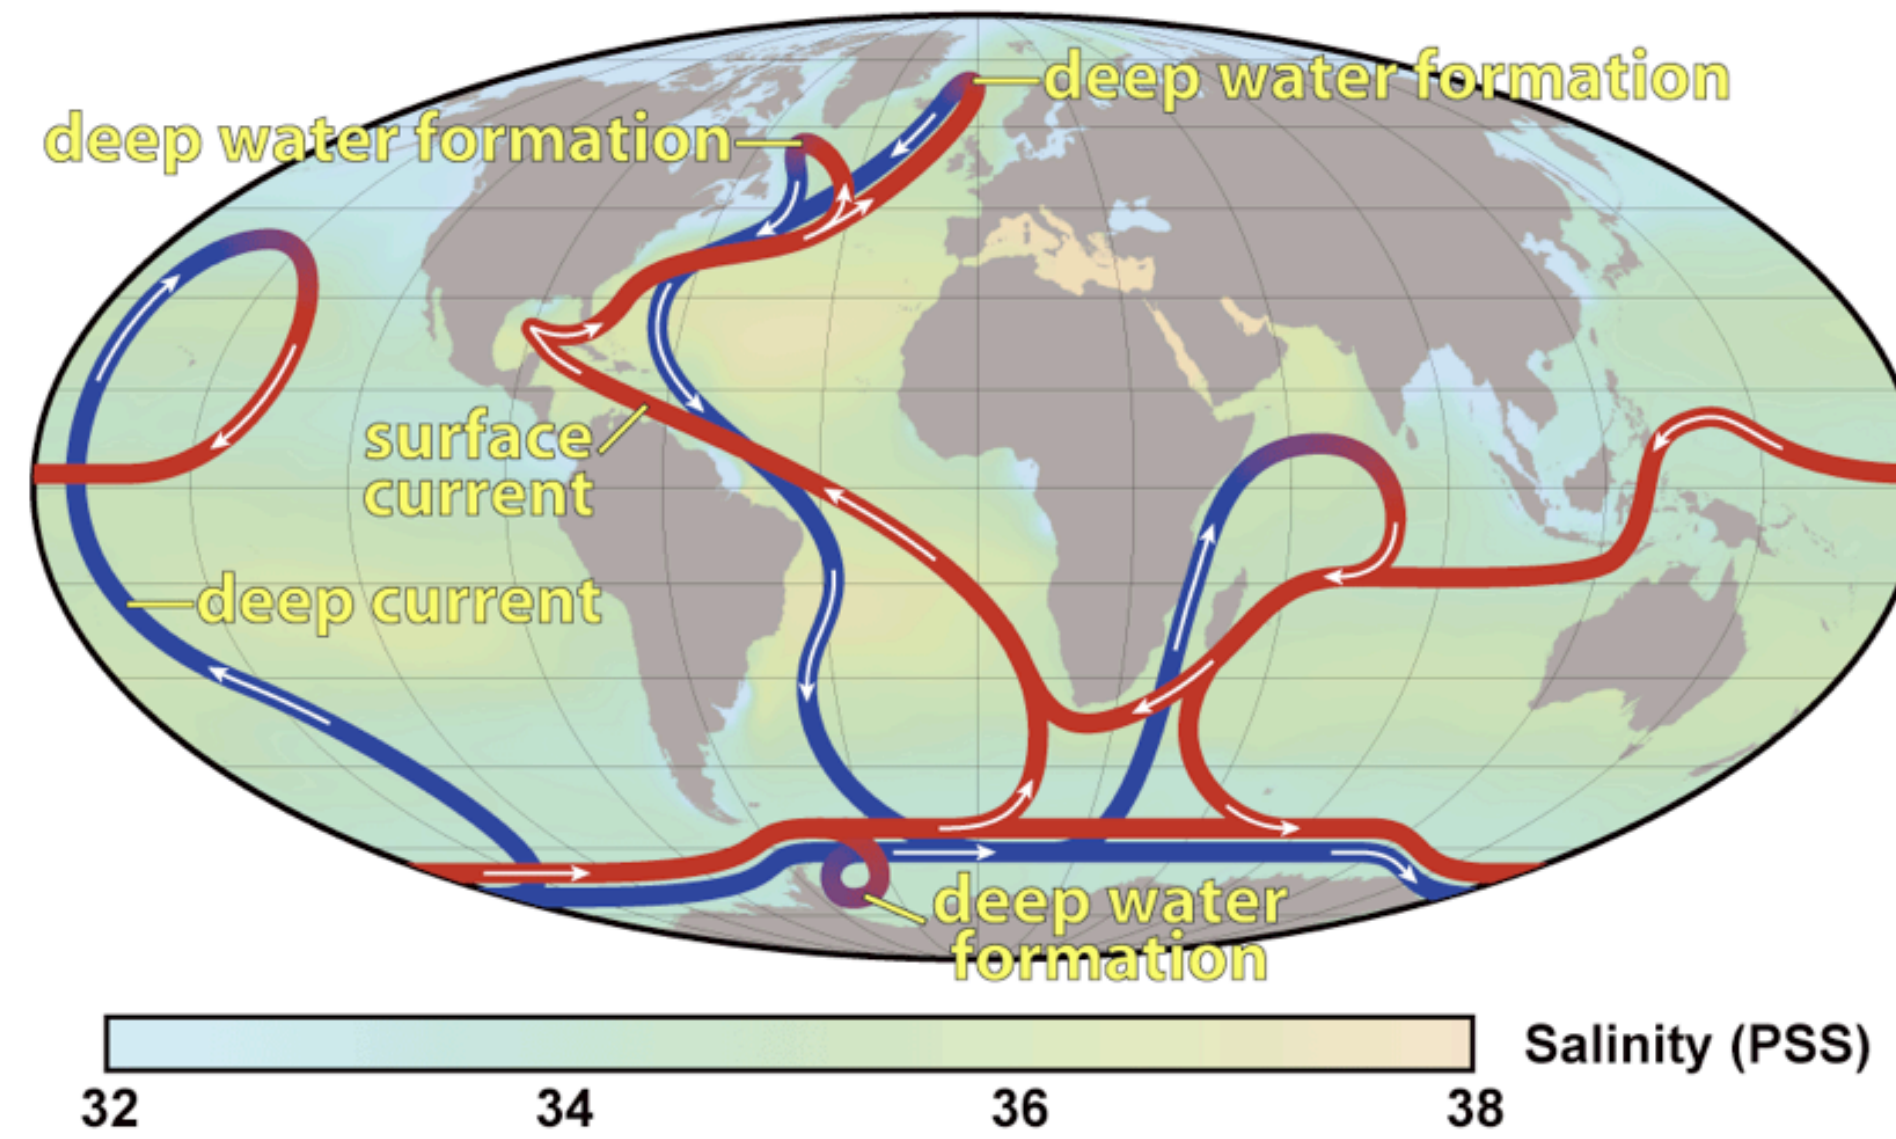 deep water formation
deep water formation
surface
current
deep current
deep water
formation
Salinity (PSS)
32 34 36 38